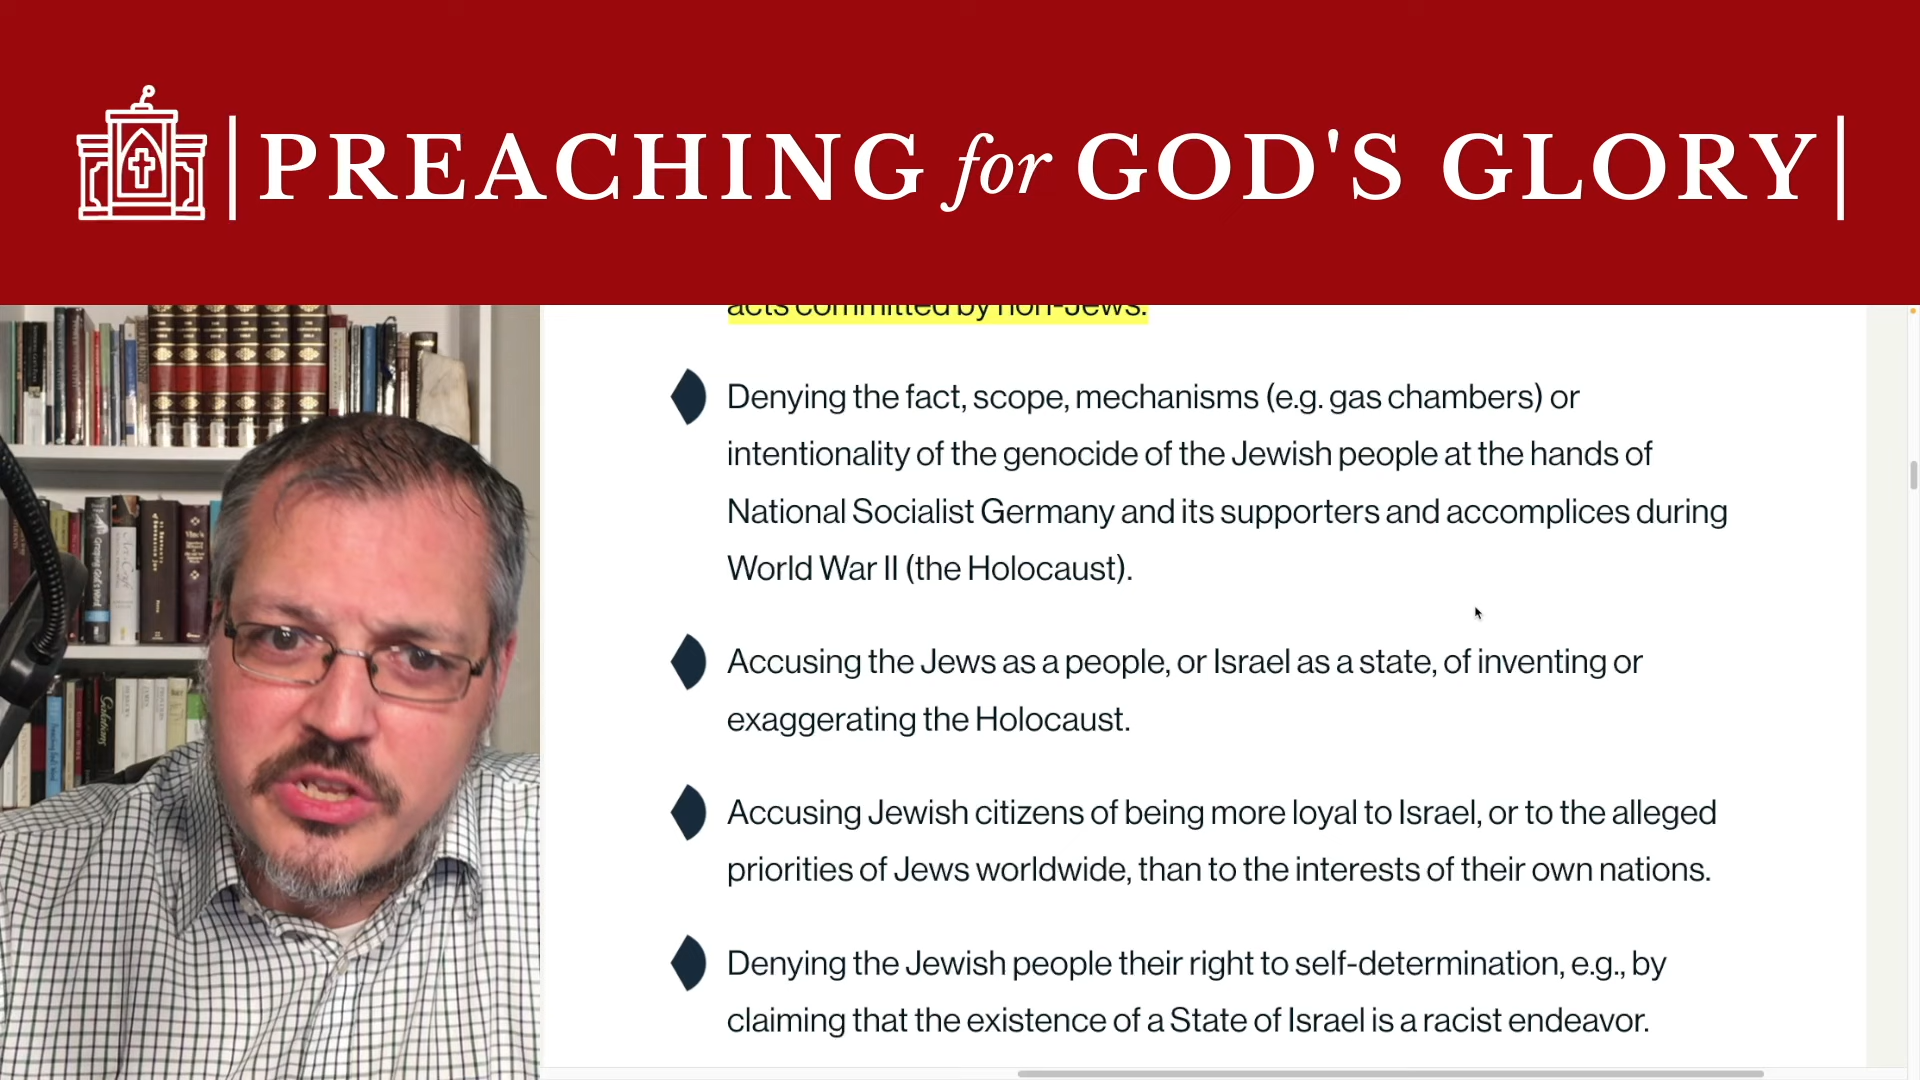 PREACHING for GOD'S GLORY
acts committed by non-Jews.
Denying the fact, scope, mechanisms (e.g. gas chambers) or
intentionality of the genocide of the Jewish people at the hands of
National Socialist Germany and its supporters and accomplices during
World War II (the Holocaust).
Accusing the Jews as a people, or Israel as a state, of inventing or
exaggerating the Holocaust.
Accusing Jewish citizens of being more loyal to Israel, or to the alleged
priorities of Jews worldwide, than to the interests of their own nations.
Denying the Jewish people their right to self-determination, e.g., by
claiming that the existence of a State of Israel is a racist endeavor.